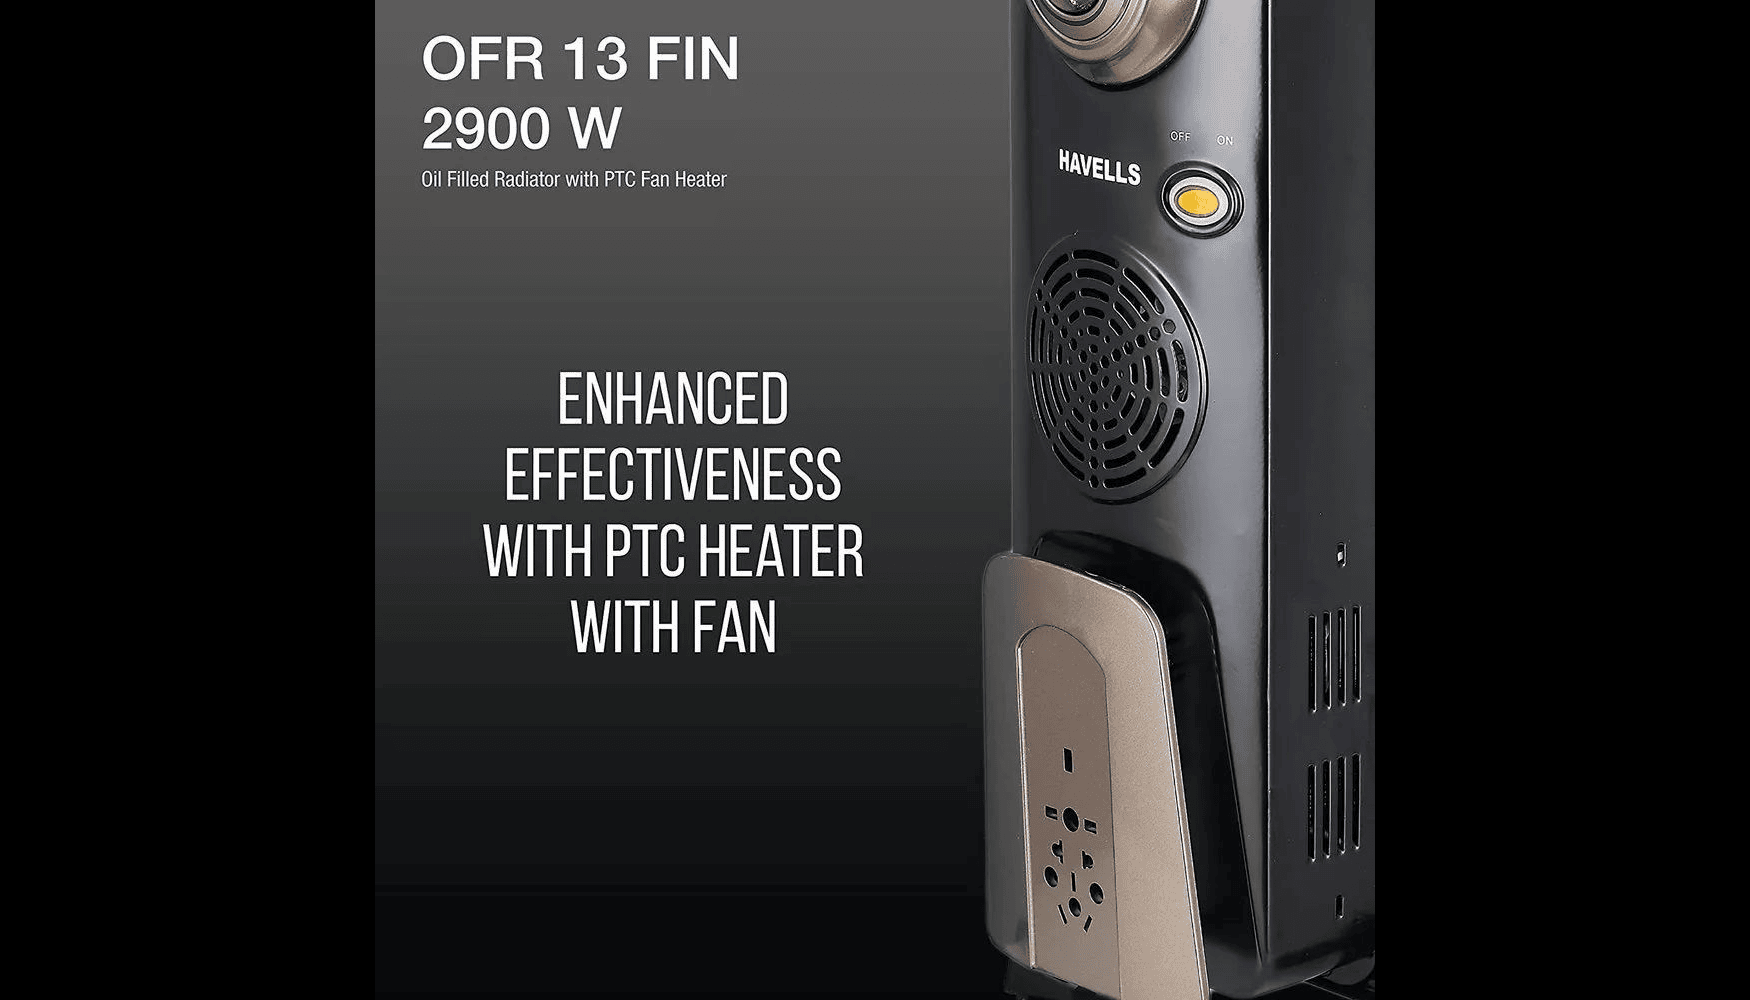 OFR 13 FIN
2900 W
Oil Filled Radiator with PTC Fan Heater
ENHANCED
EFFECTIVENESS
WITH PTC HEATER
WITH FAN
OFF ON
HAVELLS